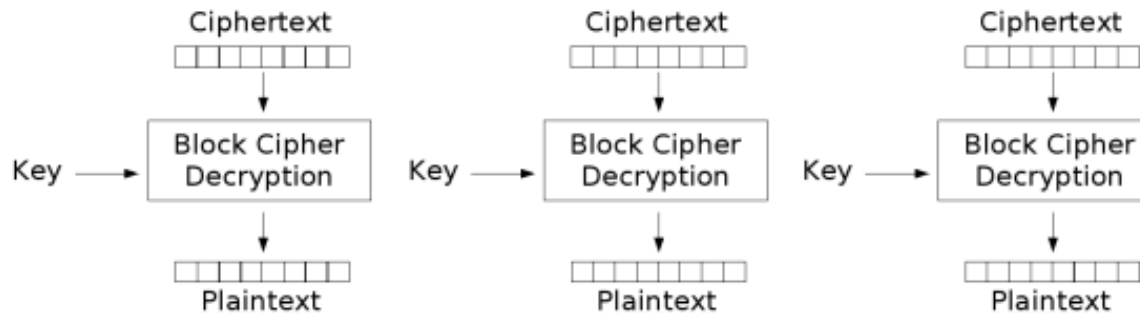 Ciphertext Ciphertext Ciphertext
Key Block Cipher Decryption Key Block Cipher Decryption Key Block Cipher Decryption
Plaintext Plaintext Plaintext